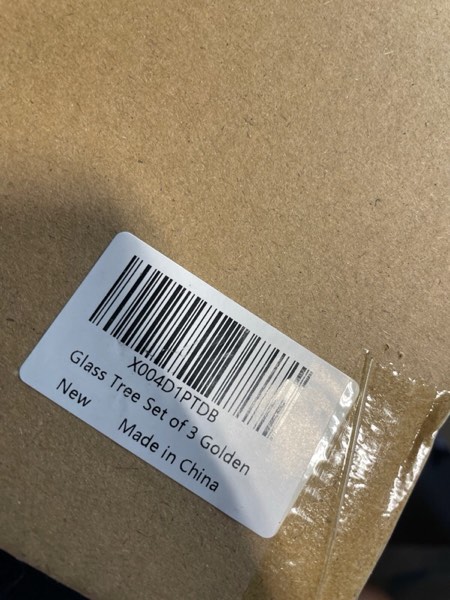 X004D1PTDB
Glass Tree Set of 3 Golden
New
Made in China